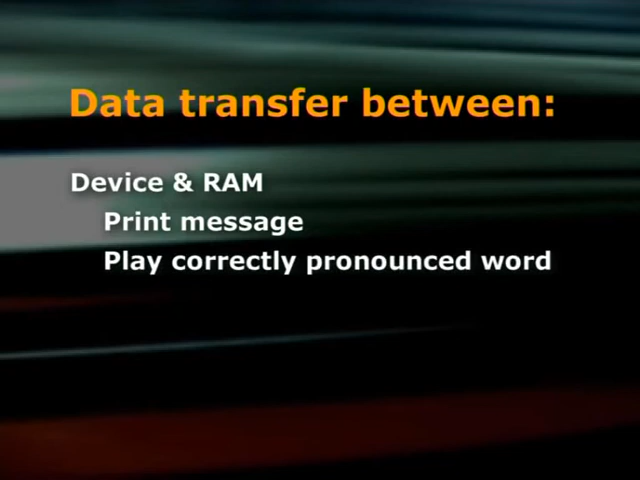 Data transfer between:
Device & RAM
Print message
Play correctly pronounced word